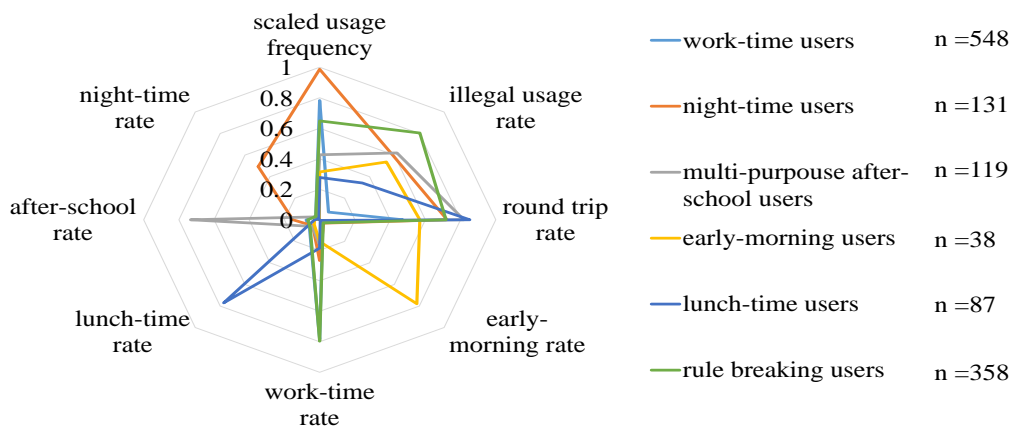 scaled usage
frequency
1
0.8
0.6
0.4
0.2
0
illegal usage
rate
round trip
rate
early-
morning rate
work-time
rate
lunch-time
rate
after-school
rate
night-time
rate
work-time users n =548
night-time users n =131
multi-purpouse after-
school users n =119
early-morning users n =38
lunch-time users n =87
rule breaking users n =358